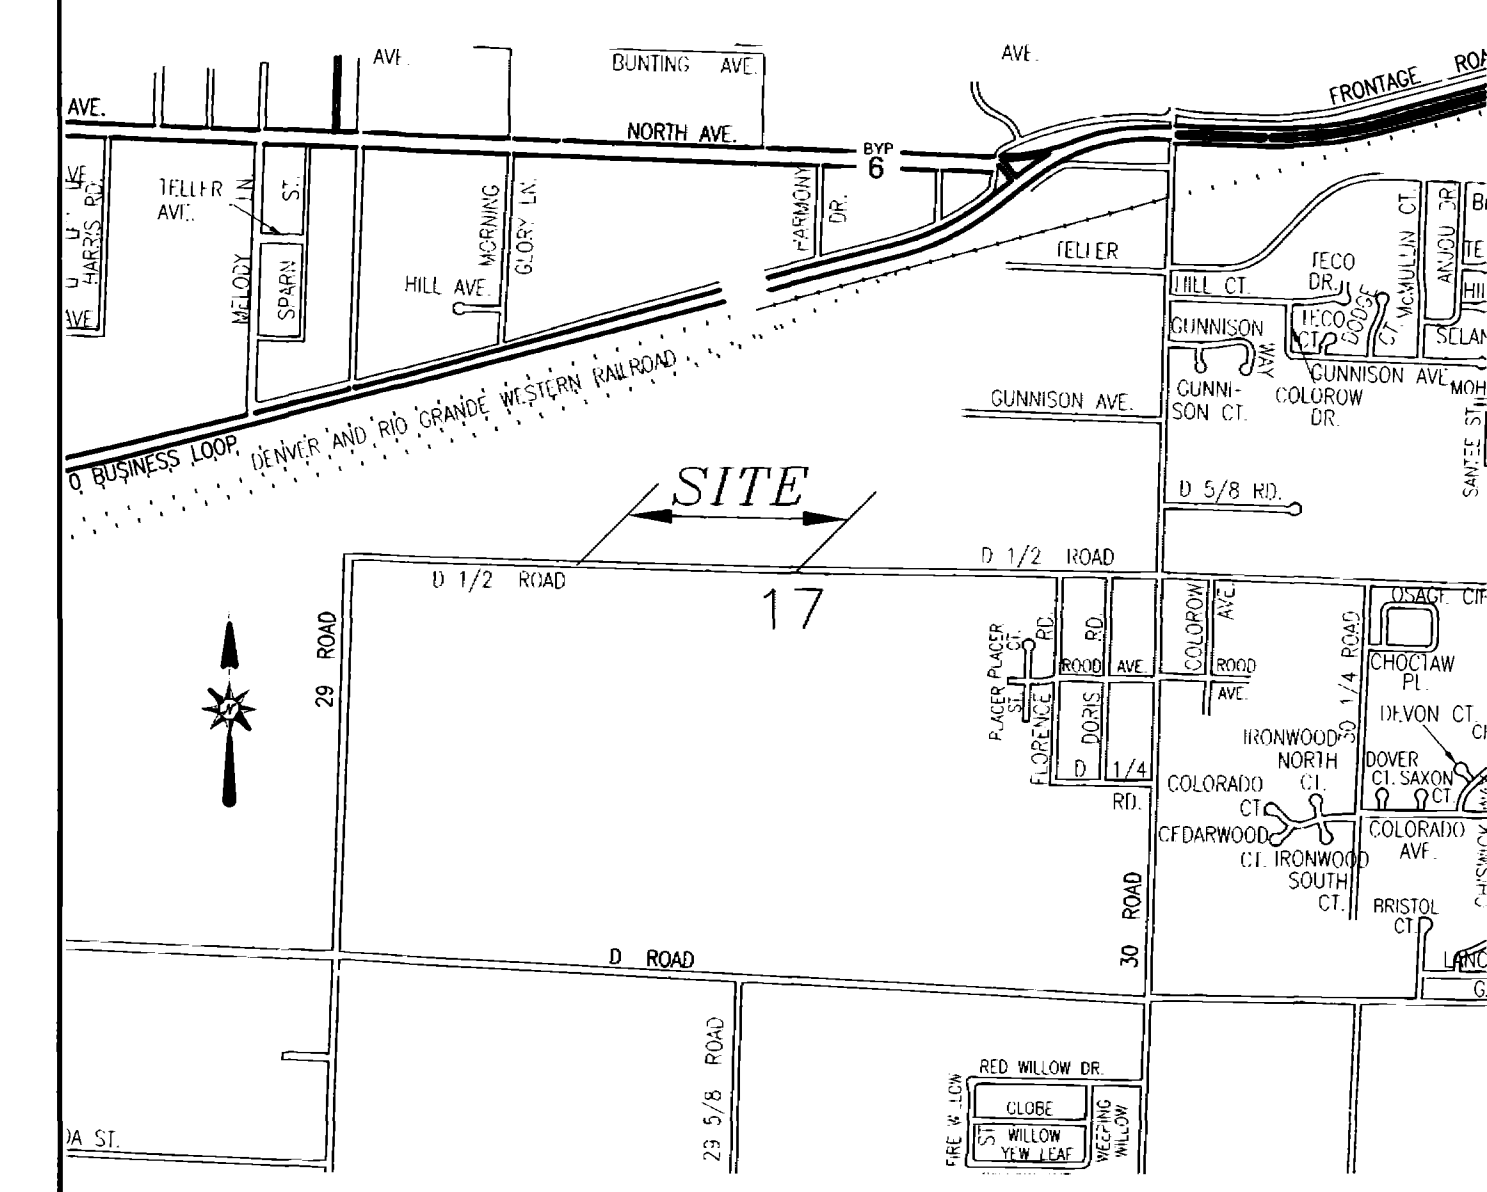 AVE.
BUNTING AVE.
AVE.
FRONTAGE
AVE.
NORTH AVE.
BYP
6
HARRIS RD.
TELLER
AVE.
MELODY LN
SPARN ST.
MORNING
GLORY LN.
HARMONY
DR.
HILL AVE.
AVE.
TELLER
HILL CT.
TECO
DR.
TECO
CT.
DODGE
CT.
McMULLIN CT.
ANJOU DR
GUNNISON
WAY
GUNNI-
SON CT.
GUNNISON AVE
COLOROW
DR.
SANTEE ST
GUNNISON AVE.
DENVER AND RIO GRANDE WESTERN RAILROAD
BUSINESS LOOP
SITE
D 5/8 RD.
D 1/2 ROAD
D 1/2 ROAD
17
29 ROAD
N
PLACER
CT.
PLACER
ST.
FLORENCE RD.
DORIS RD.
ROOD AVE.
COLOROW AVE.
ROOD
AVE.
D 1/4
RD.
30 1/4 ROAD
OSAGE CIR
CHOCTAW
PL.
DEVON CT.
IRONWOOD
NORTH
CT.
DOVER
CT.
SAXON
CT.
COLORADO
CT.
CEDARWOOD
CT.
IRONWOOD
SOUTH
CT.
COLORADO
AVE.
BRISTOL
CT.
30 ROAD
D ROAD
29 5/8 ROAD
RED WILLOW DR.
GLOBE
WILLOW
YEW LEAF
ST
WEEPING
WILLOW
DA ST.